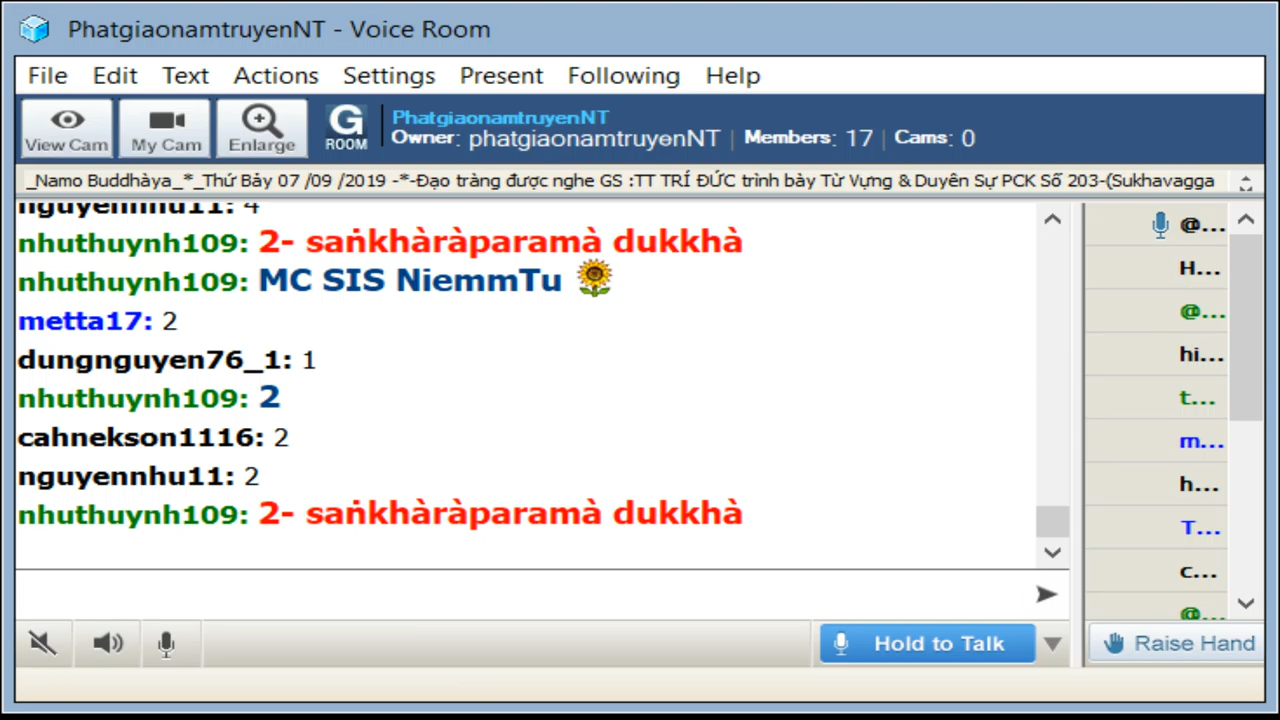 PhatgiaonamtruyenNT - Voice Room
File Edit Text Actions Settings Present Following Help
View Cam My Cam Enlarge G ROOM
PhatgiaonamtruyenNT
Owner: phatgiaonamtruyenNT | Members: 17 | Cams: 0
_Namo Buddhàya_*_Thứ Bảy 07 /09 /2019 -*-Đạo tràng được nghe GS :TT TRÍ ĐỨC trình bày Từ Vựng & Duyên Sự PCK Số 203-(Sukhavagga
nguyennhu11: 4
nhuthuynh109: 2- saṅkhàràparamà dukkhà
nhuthuynh109: MC SIS NiemmTu 🌻
metta17: 2
dungnguyen76_1: 1
nhuthuynh109: 2
cahnekson1116: 2
nguyennhu11: 2
nhuthuynh109: 2- saṅkhàràparamà dukkhà
@...
H...
@...
hi...
t...
m...
h...
T...
c...
@...
Hold to Talk
Raise Hand